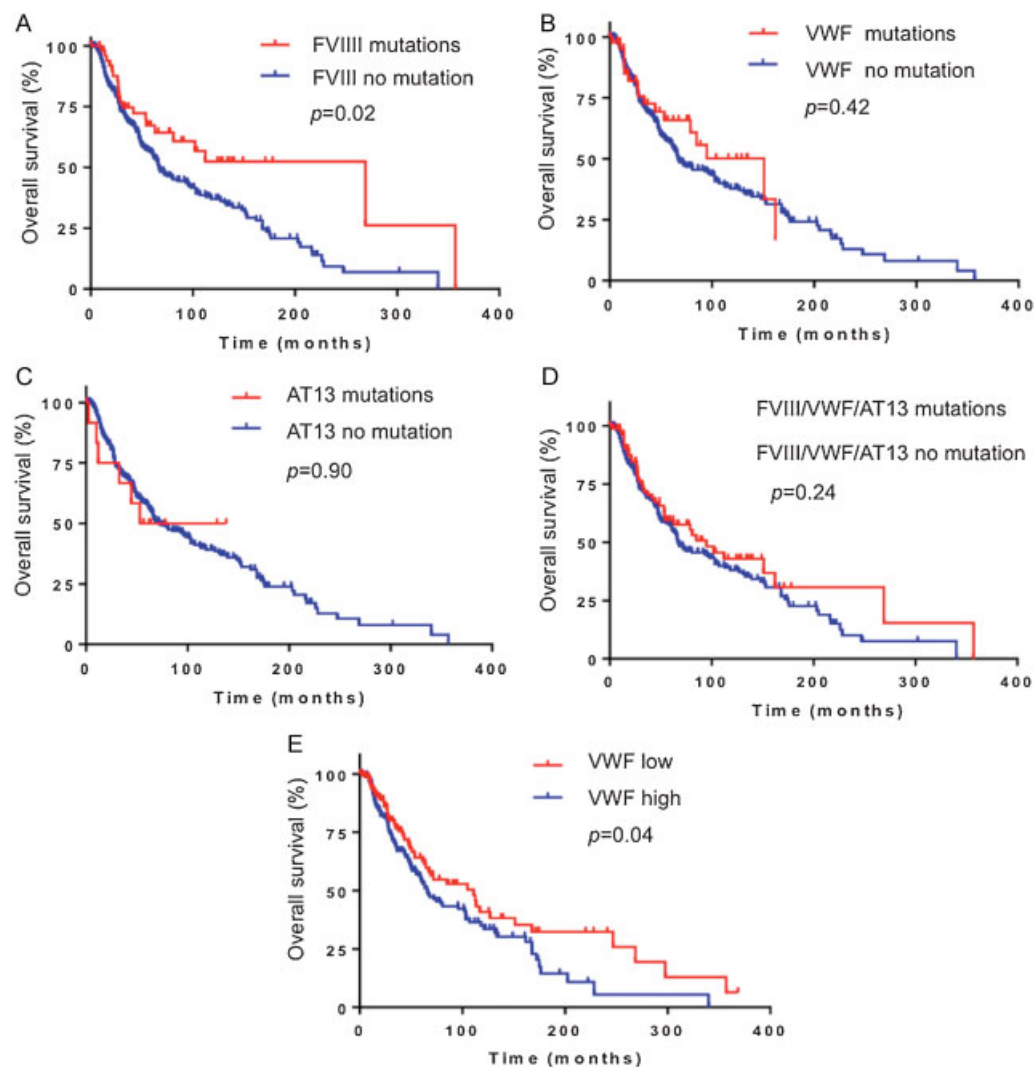 A
FVIIII mutations
FVIII no mutation
p=0.02
Overall survival (%)
100
75
50
25
0
0 100 200 300 400
Time (months)
B
VWF mutations
VWF no mutation
p=0.42
Overall survival (%)
100
75
50
25
0
0 100 200 300 400
Time (months)
C
AT13 mutations
AT13 no mutation
p=0.90
Overall survival (%)
100
75
50
25
0
0 100 200 300 400
Time (months)
D
FVIII/VWF/AT13 mutations
FVIII/VWF/AT13 no mutation
p=0.24
Overall survival (%)
100
75
50
25
0
0 100 200 300 400
Time (months)
E
VWF low
VWF high
p=0.04
Overall survival (%)
100
75
50
25
0
0 100 200 300 400
Time (months)